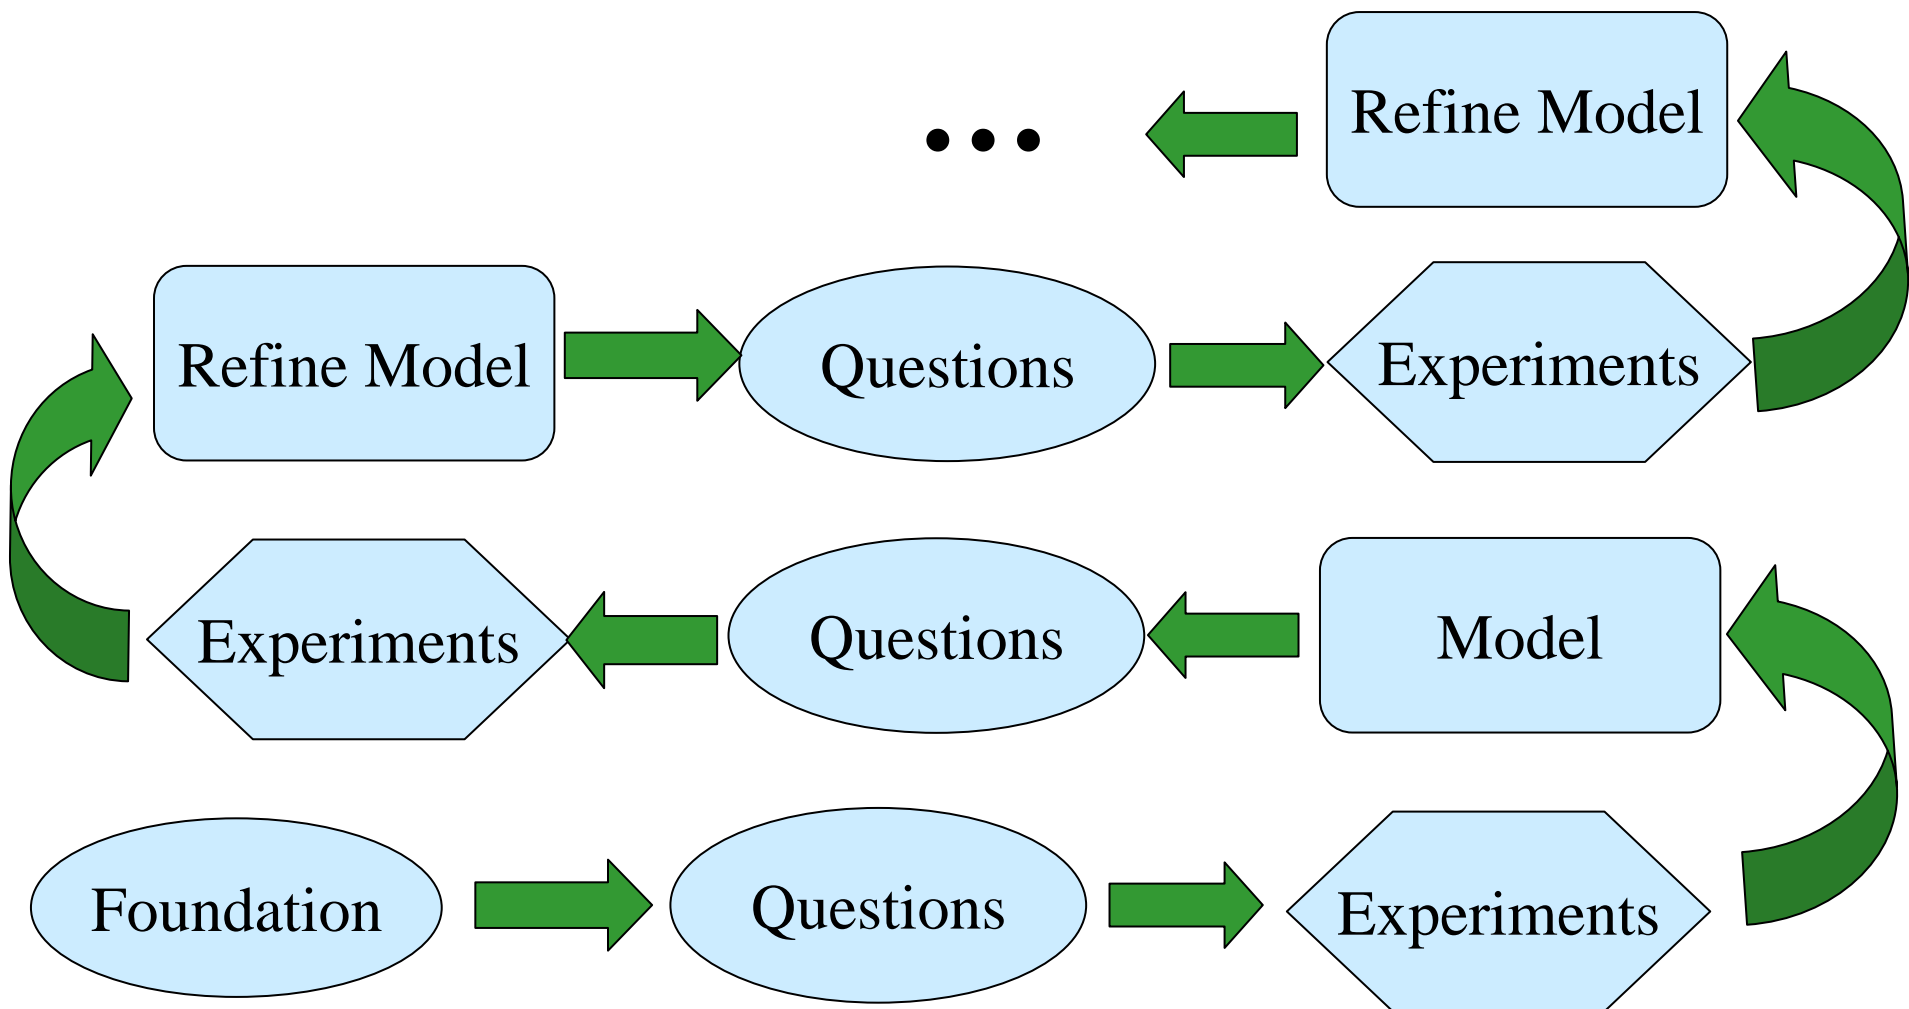 ... Refine Model
Refine Model Questions Experiments
Experiments Questions Model
Foundation Questions Experiments